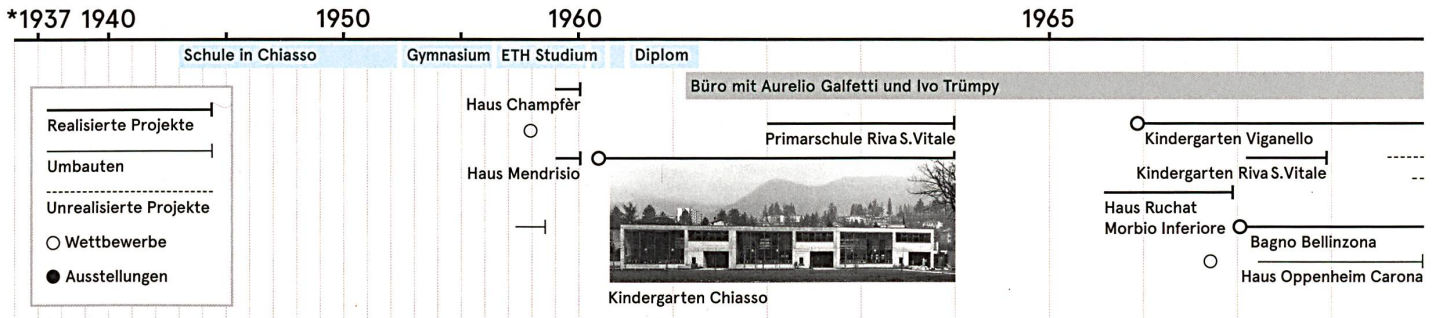 *1937 1940 1950 1960 1965
Schule in Chiasso Gymnasium ETH Studium Diplom
Büro mit Aurelio Galfetti und Ivo Trümpy
Realisierte Projekte
Umbauten
Unrealisierte Projekte
Wettbewerbe
Ausstellungen
Haus Champfèr
Haus Mendrisio
Primarschule Riva S. Vitale
Kindergarten Chiasso
Kindergarten Viganello
Kindergarten Riva S. Vitale
Haus Ruchat
Morbio Inferiore
Bagno Bellinzona
Haus Oppenheim Carona